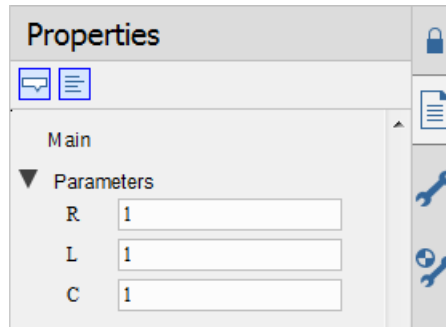 Properties
Main
Parameters
R 1
L 1
C 1